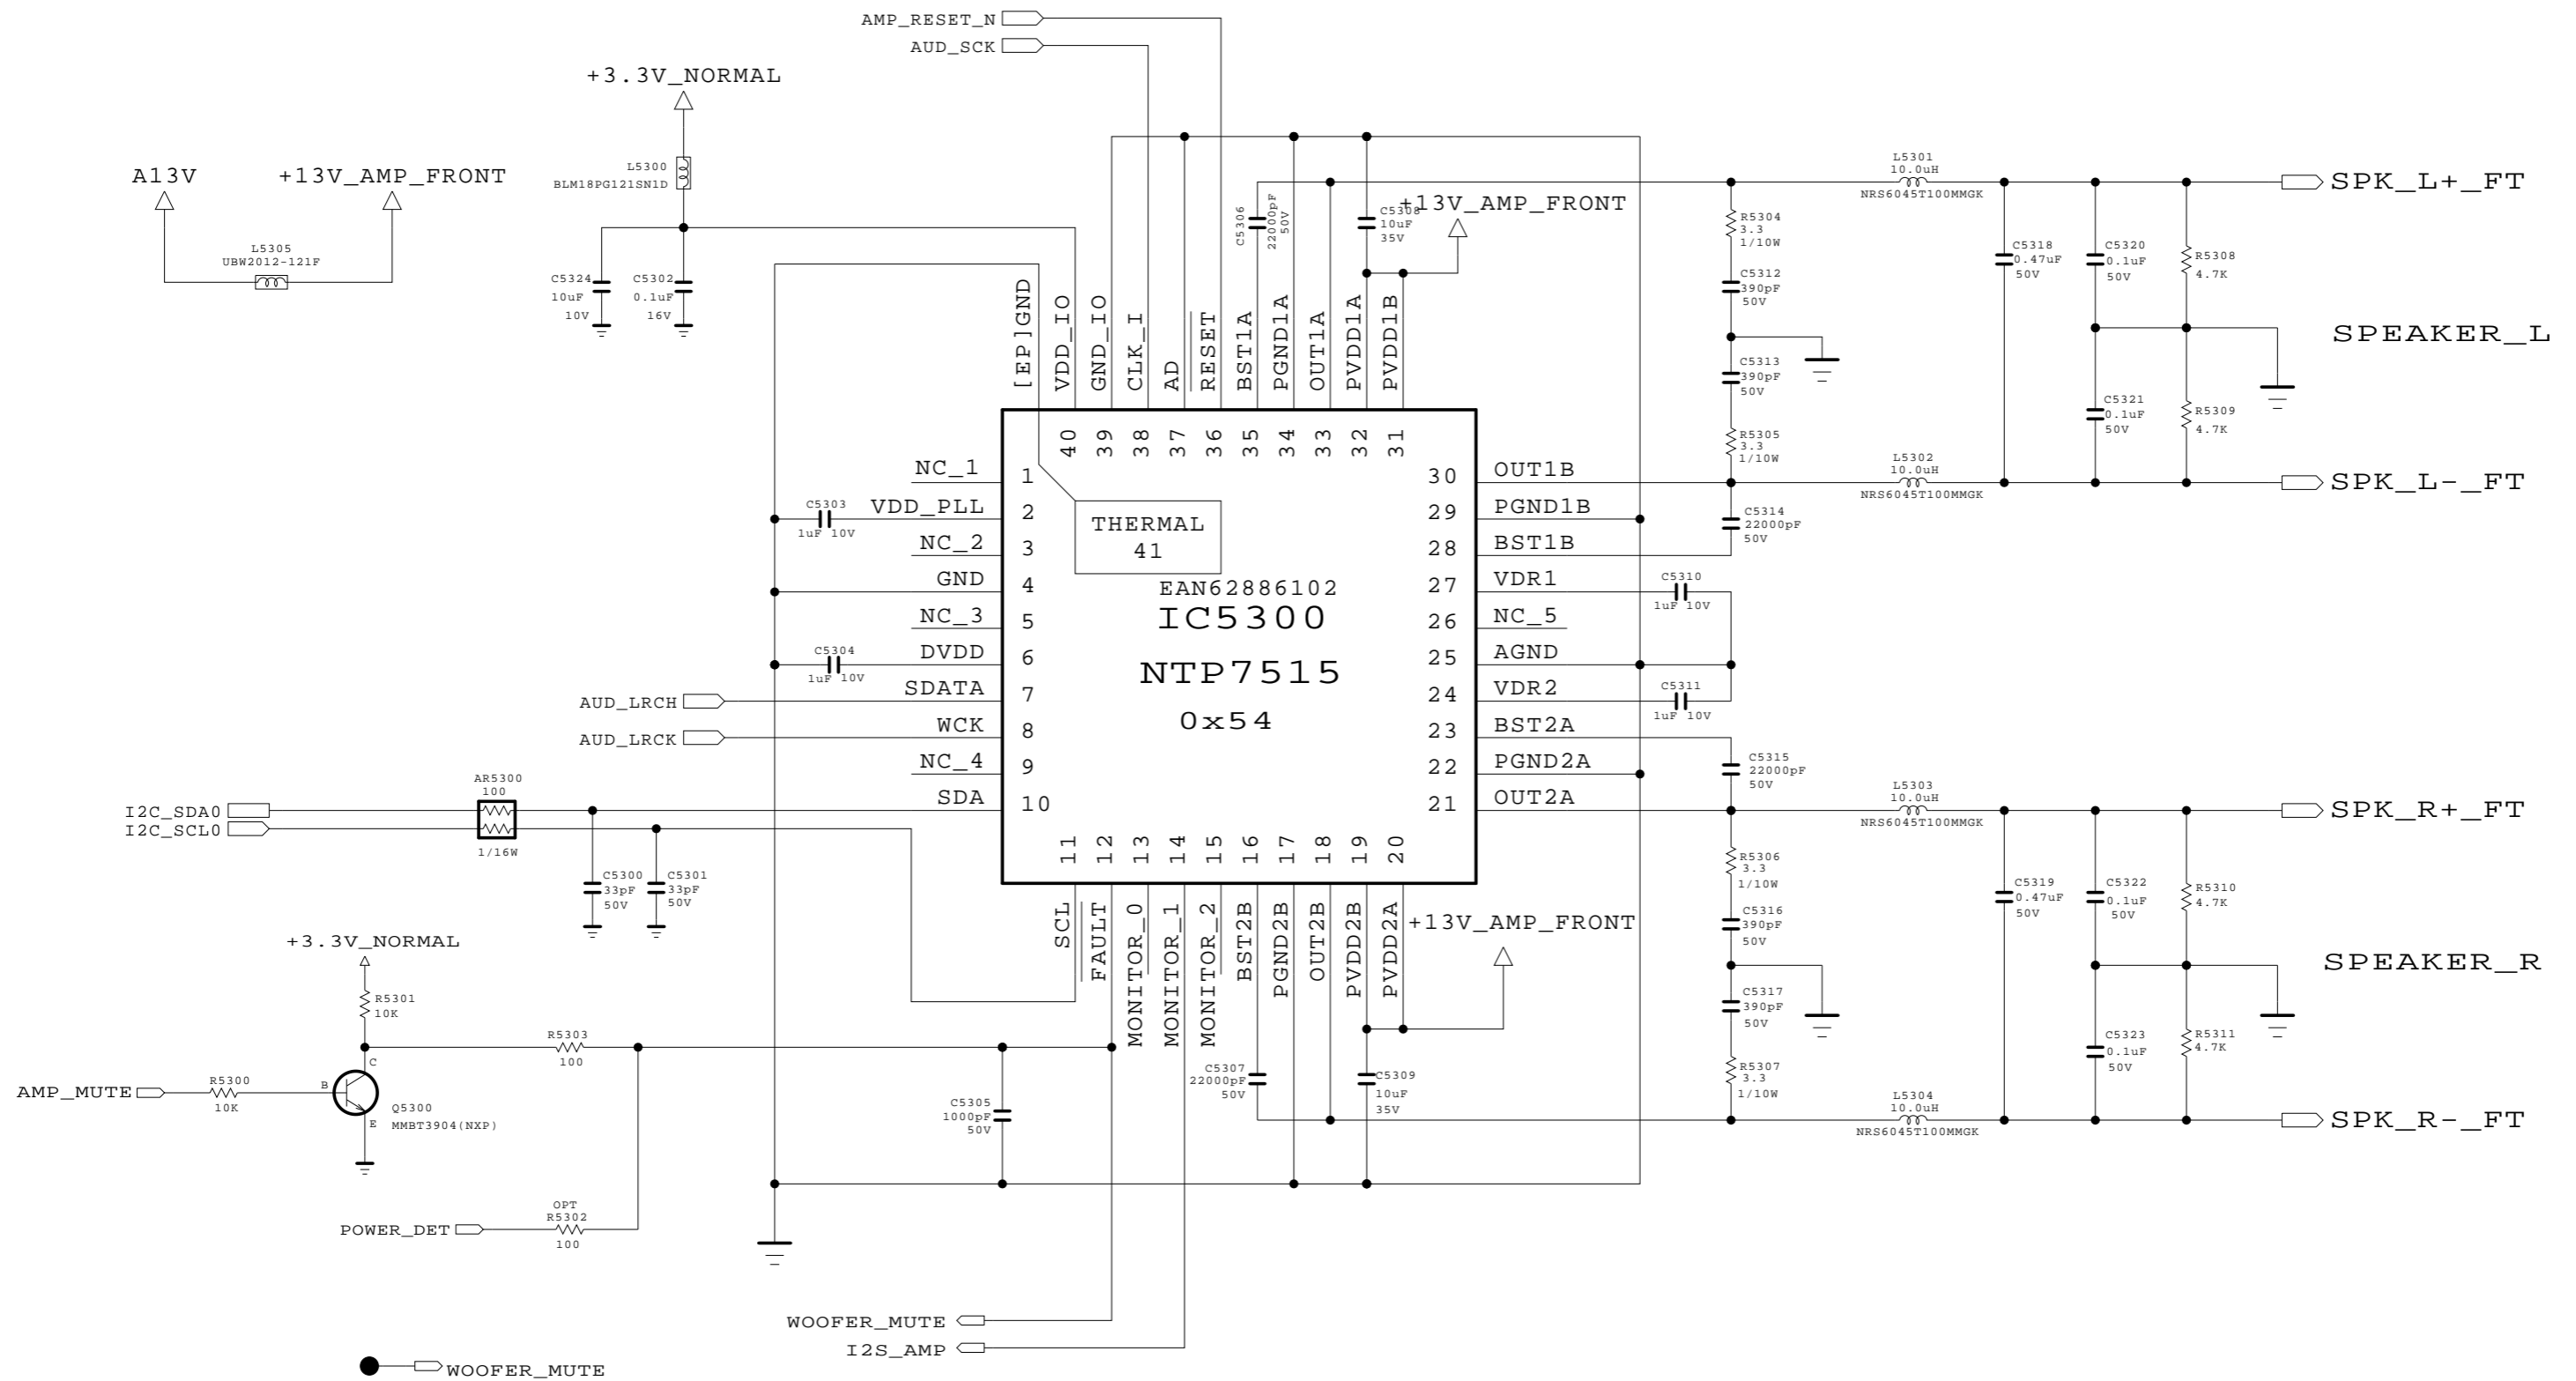 AMP_RESET_N
AUD_SCK
+3.3V_NORMAL
A13V
+13V_AMP_FRONT
L5305
UBW2012-121F
L5300
BLM18PG121SN1D
C5324
10uF
10V
C5302
0.1uF
16V
C5306
22000pF
50V
C5308
10uF
35V
+13V_AMP_FRONT
[EP]GND
VDD_IO
GND_IO
CLK_I
AD
RESET
BST1A
PGND1A
OUT1A
PVDD1A
PVDD1B
40
39
38
37
36
35
34
33
32
31
NC_1
1
C5303
1uF 10V
VDD_PLL
2
NC_2
3
GND
4
NC_3
5
C5304
1uF 10V
DVDD
6
AUD_LRCH
SDATA
7
AUD_LRCK
WCK
8
NC_4
9
SDA
10
THERMAL
41
EAN62886102
IC5300
NTP7515
0x54
30
OUT1B
29
PGND1B
28
BST1B
27
VDR1
26
NC_5
25
AGND
24
VDR2
23
BST2A
22
PGND2A
21
OUT2A
C5310
1uF 10V
C5311
1uF 10V
R5304
3.3
1/10W
C5312
390pF
50V
C5313
390pF
50V
R5305
3.3
1/10W
C5314
22000pF
50V
L5301
10.0uH
NRS6045T100MMGK
L5302
10.0uH
NRS6045T100MMGK
C5318
0.47uF
50V
C5320
0.1uF
50V
R5308
4.7K
C5321
0.1uF
50V
R5309
4.7K
SPK_L+_FT
SPEAKER_L
SPK_L-_FT
C5315
22000pF
50V
L5303
10.0uH
NRS6045T100MMGK
R5306
3.3
1/10W
C5316
390pF
50V
C5317
390pF
50V
R5307
3.3
1/10W
L5304
10.0uH
NRS6045T100MMGK
C5319
0.47uF
50V
C5322
0.1uF
50V
R5310
4.7K
C5323
0.1uF
50V
R5311
4.7K
SPK_R+_FT
SPEAKER_R
SPK_R-_FT
I2C_SDA0
I2C_SCL0
AR5300
100
1/16W
C5300
33pF
50V
C5301
33pF
50V
11
12
13
14
15
16
17
18
19
20
SCL
FAULT
MONITOR_0
MONITOR_1
MONITOR_2
BST2B
PGND2B
OUT2B
PVDD2B
PVDD2A
+13V_AMP_FRONT
C5307
22000pF
50V
C5309
10uF
35V
+3.3V_NORMAL
R5301
10K
R5303
100
AMP_MUTE
R5300
10K
B
C
E
Q5300
MMBT3904(NXP)
C5305
1000pF
50V
POWER_DET
OPT
R5302
100
WOOFER_MUTE
I2S_AMP
WOOFER_MUTE